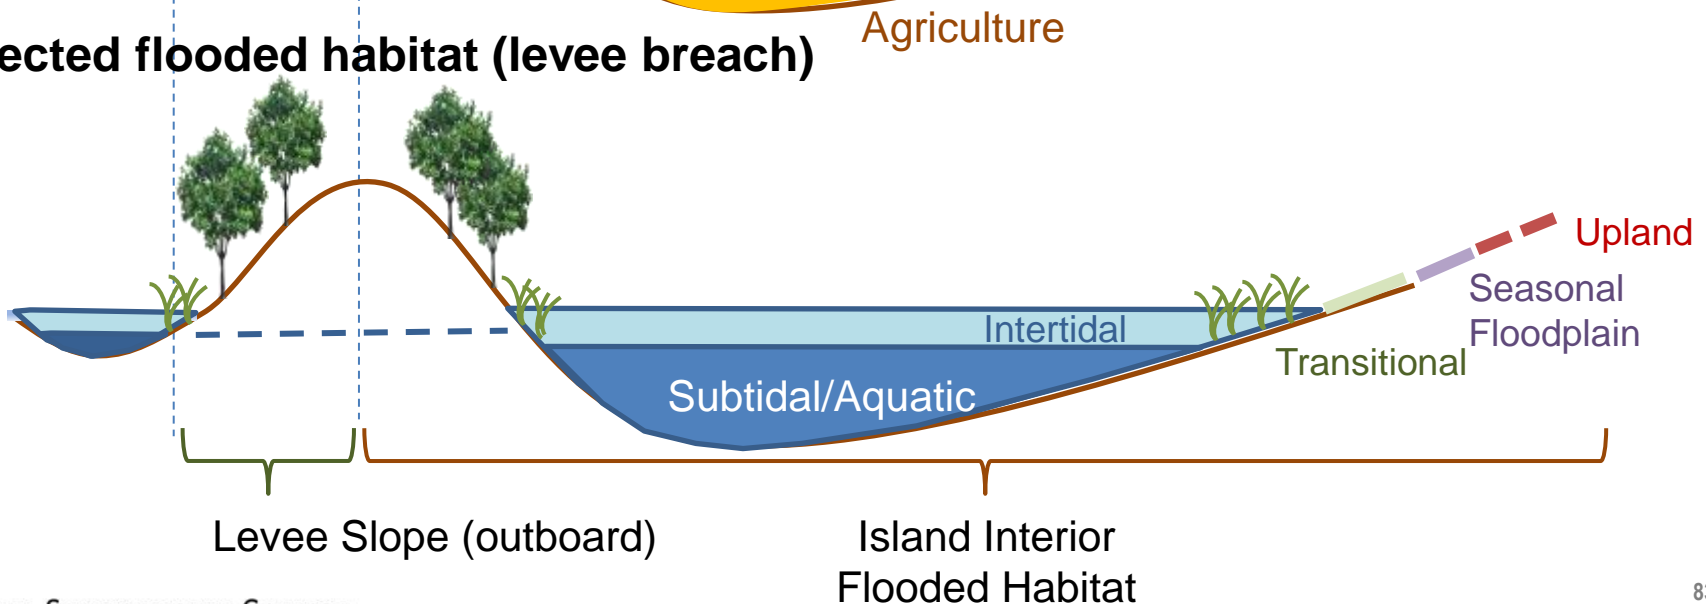 Agriculture
ected flooded habitat (levee breach)
Upland
Seasonal
Floodplain
Intertidal
Transitional
Subtidal/Aquatic
Levee Slope (outboard)
Island Interior
Flooded Habitat